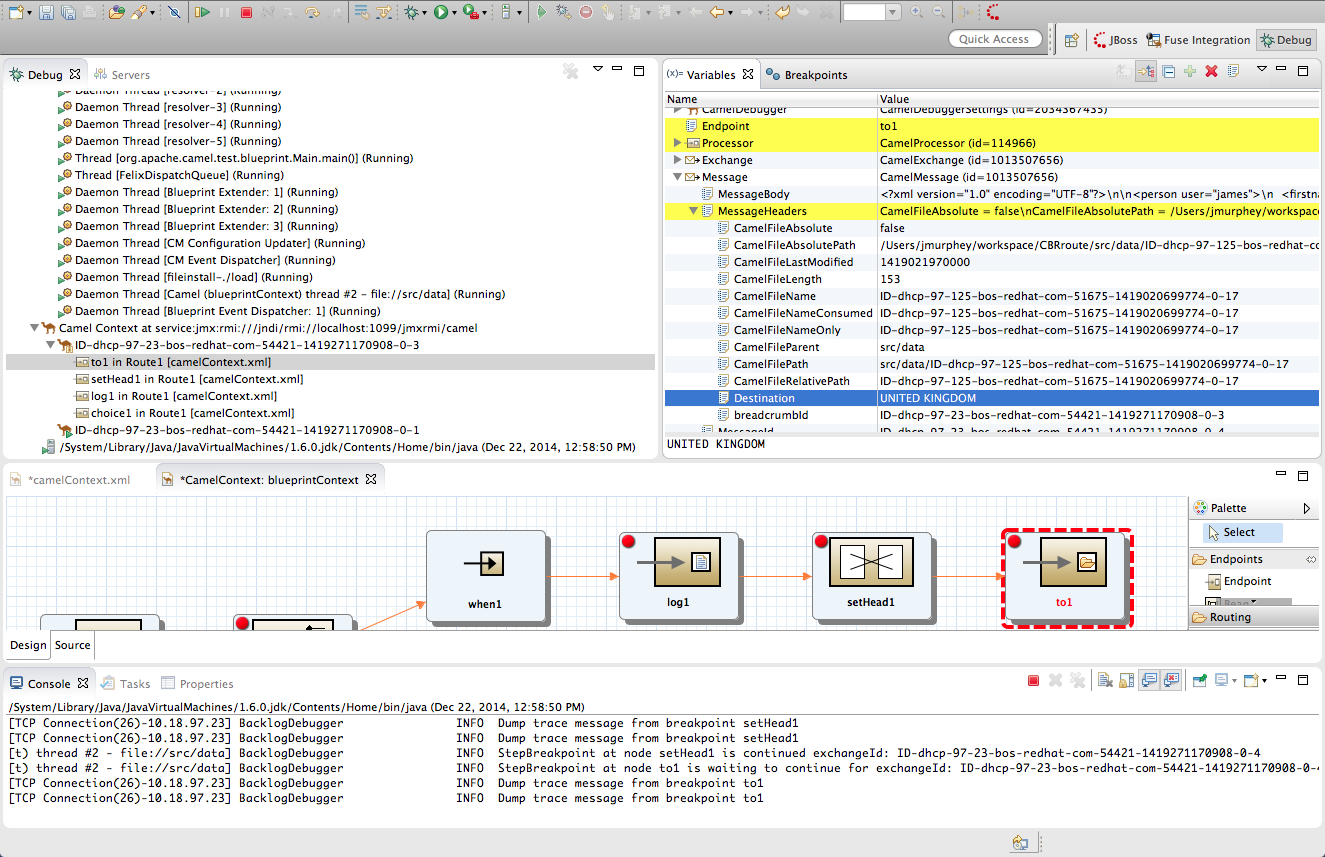 Quick Access
JBoss
Fuse Integration
Debug
Debug
Servers
Daemon Thread [resolver-2] (Running)
Daemon Thread [resolver-3] (Running)
Daemon Thread [resolver-4] (Running)
Daemon Thread [resolver-5] (Running)
Thread [org.apache.camel.test.blueprint.Main.main()] (Running)
Thread [FelixDispatchQueue] (Running)
Daemon Thread [Blueprint Extender: 1] (Running)
Daemon Thread [Blueprint Extender: 2] (Running)
Daemon Thread [Blueprint Extender: 3] (Running)
Daemon Thread [CM Configuration Updater] (Running)
Daemon Thread [CM Event Dispatcher] (Running)
Daemon Thread [fileinstall-./load] (Running)
Daemon Thread [Camel (blueprintContext) thread #2 - file://src/data] (Running)
Daemon Thread [Blueprint Event Dispatcher: 1] (Running)
Camel Context at service:jmx:rmi:///jndi/rmi://localhost:1099/jmxrmi/camel
ID-dhcp-97-23-bos-redhat-com-54421-1419271170908-0-3
to1 in Route1 [camelContext.xml]
setHead1 in Route1 [camelContext.xml]
log1 in Route1 [camelContext.xml]
choice1 in Route1 [camelContext.xml]
ID-dhcp-97-23-bos-redhat-com-54421-1419271170908-0-1
/System/Library/Java/JavaVirtualMachines/1.6.0.jdk/Contents/Home/bin/java (Dec 22, 2014, 12:58:50 PM)
(x)= Variables
Breakpoints
Name Value
CamelDebugger CamelDebuggerSettings (id=2034367435)
Endpoint to1
Processor CamelProcessor (id=114966)
Exchange CamelExchange (id=1013507656)
Message CamelMessage (id=1013507656)
MessageBody <?xml version="1.0" encoding="UTF-8"?>\n\n<person user="james">\n <firstna
MessageHeaders CamelFileAbsolute = false\nCamelFileAbsolutePath = /Users/jmurphey/workspace
CamelFileAbsolute false
CamelFileAbsolutePath /Users/jmurphey/workspace/CBRroute/src/data/ID-dhcp-97-125-bos-redhat-co
CamelFileLastModified 1419021970000
CamelFileLength 153
CamelFileName ID-dhcp-97-125-bos-redhat-com-51675-1419020699774-0-17
CamelFileNameConsumed ID-dhcp-97-125-bos-redhat-com-51675-1419020699774-0-17
CamelFileNameOnly ID-dhcp-97-125-bos-redhat-com-51675-1419020699774-0-17
CamelFileParent src/data
CamelFilePath src/data/ID-dhcp-97-125-bos-redhat-com-51675-1419020699774-0-17
CamelFileRelativePath ID-dhcp-97-125-bos-redhat-com-51675-1419020699774-0-17
Destination UNITED KINGDOM
breadcrumbId ID-dhcp-97-23-bos-redhat-com-54421-1419271170908-0-3
MessageId ID-dhcp-97-23-bos-redhat-com-54421-1419271170908-0-4
UNITED KINGDOM
*camelContext.xml
*CamelContext: blueprintContext
when1
log1
setHead1
to1
Palette
Select
Endpoints
Endpoint
Bean
Routing
Design
Source
Console
Tasks
Properties
/System/Library/Java/JavaVirtualMachines/1.6.0.jdk/Contents/Home/bin/java (Dec 22, 2014, 12:58:50 PM)
[TCP Connection(26)-10.18.97.23] BacklogDebugger INFO Dump trace message from breakpoint setHead1
[TCP Connection(26)-10.18.97.23] BacklogDebugger INFO Dump trace message from breakpoint setHead1
[t) thread #2 - file://src/data] BacklogDebugger INFO StepBreakpoint at node setHead1 is continued exchangeId: ID-dhcp-97-23-bos-redhat-com-54421-1419271170908-0-4
[t) thread #2 - file://src/data] BacklogDebugger INFO StepBreakpoint at node to1 is waiting to continue for exchangeId: ID-dhcp-97-23-bos-redhat-com-54421-1419271170908-0-4
[TCP Connection(26)-10.18.97.23] BacklogDebugger INFO Dump trace message from breakpoint to1
[TCP Connection(26)-10.18.97.23] BacklogDebugger INFO Dump trace message from breakpoint to1